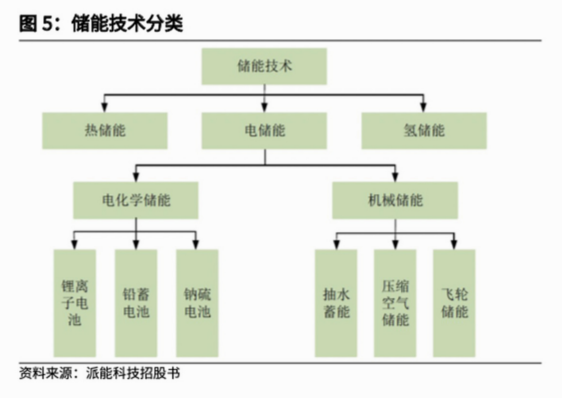 图 5：储能技术分类
储能技术
热储能
电储能
氢储能
电化学储能
机械储能
锂离
子电
池
铅蓄
电池
钠硫
电池
抽水
蓄能
压缩
空气
储能
飞轮
储能
资料来源：派能科技招股书